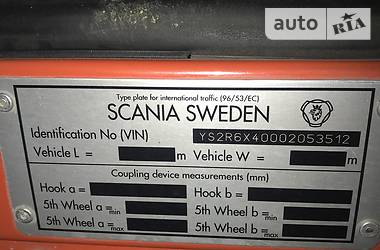 auto RIA
Type plate for international traffic (96/53/EC)
SCANIA SWEDEN
Identification No (VIN) YS2R6X40002053512
Vehicle L = m Vehicle W = m
Coupling device measurements (mm)
Hook a = Hook b =
5th Wheel a = min 5th Wheel b = min
5th Wheel a = max 5th Wheel b = max